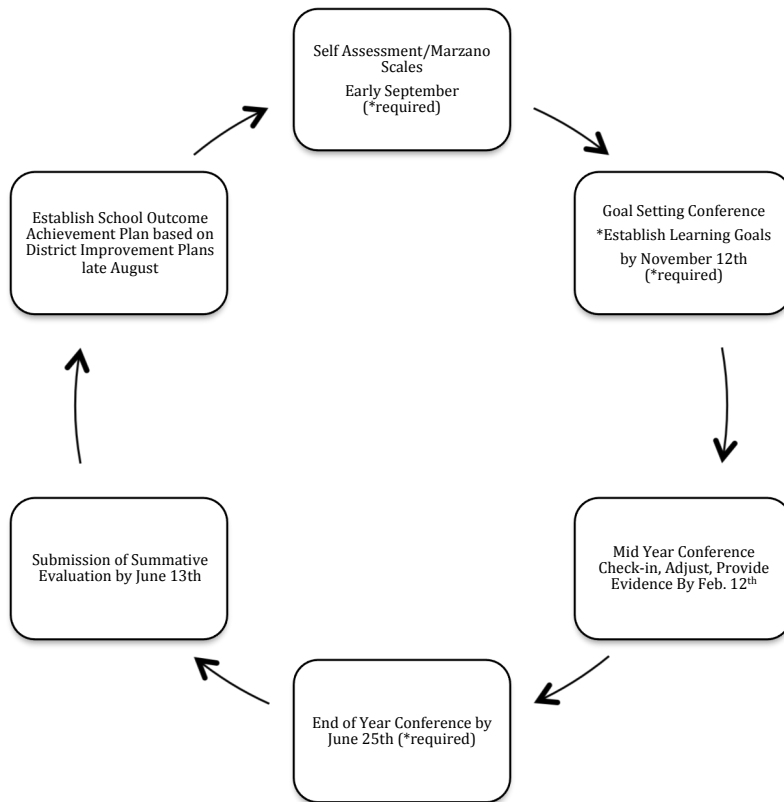 Self Assessment/Marzano
Scales
Early September
(*required)
Goal Setting Conference
*Establish Learning Goals
by November 12th
(*required)
Mid Year Conference
Check-in, Adjust, Provide
Evidence By Feb. 12th
End of Year Conference by
June 25th (*required)
Submission of Summative
Evaluation by June 13th
Establish School Outcome
Achievement Plan based on
District Improvement Plans
late August